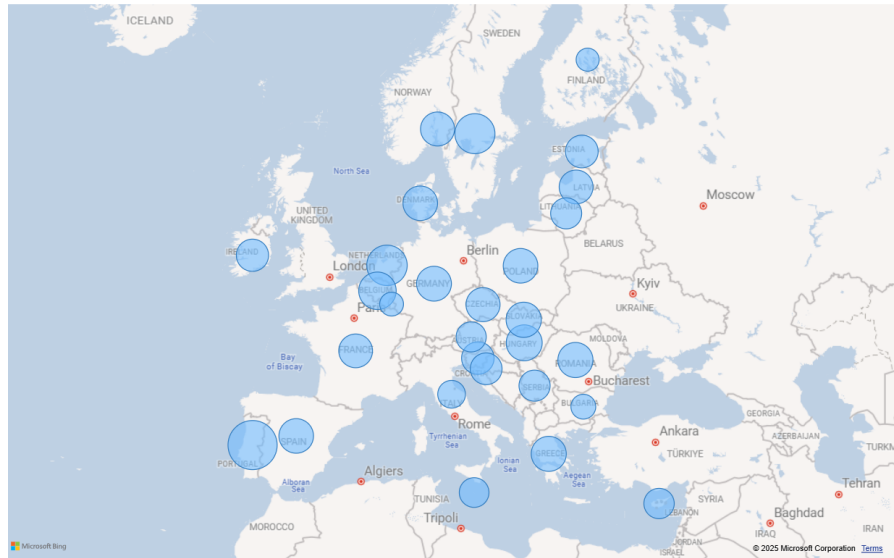 ICELAND
SWEDEN
FINLAND
NORWAY
ESTONIA
North Sea
LATVIA
Moscow
DENMARK
LITHUANIA
UNITED
KINGDOM
BELARUS
IRELAND
NETHERLANDS
Berlin
London
POLAND
GERMANY
Kyiv
BELGIUM
CZECHIA
UKRAINE
SLOVAKIA
MOLDOVA
HUNGARY
FRANCE
Bay
of Biscay
ROMANIA
Bucharest
SERBIA
ITALY
BULGARIA
GEORGIA
Rome
Ankara
AZERBAIJAN
SPAIN
Tyrrhenian
Sea
TÜRKIYE
TURKM
PORTUGAL
GREECE
Ionian
Sea
Algiers
Aegean
Sea
Alboran
Sea
Tehran
TUNISIA
SYRIA
LEBANON
Baghdad
MOROCCO
Tripoli
IRAQ
IRAN
JORDAN
ISRAEL
Microsoft Bing
© 2025 Microsoft Corporation Terms